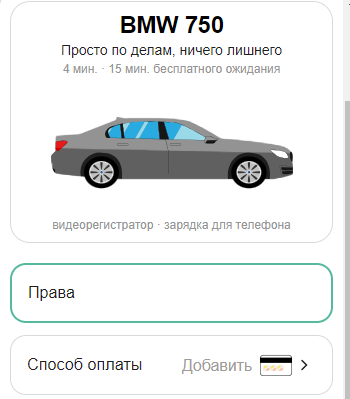 BMW 750
Просто по делам, ничего лишнего
4 мин. · 15 мин. бесплатного ожидания
видеорегистратор · зарядка для телефона
Права
Способ оплаты Добавить